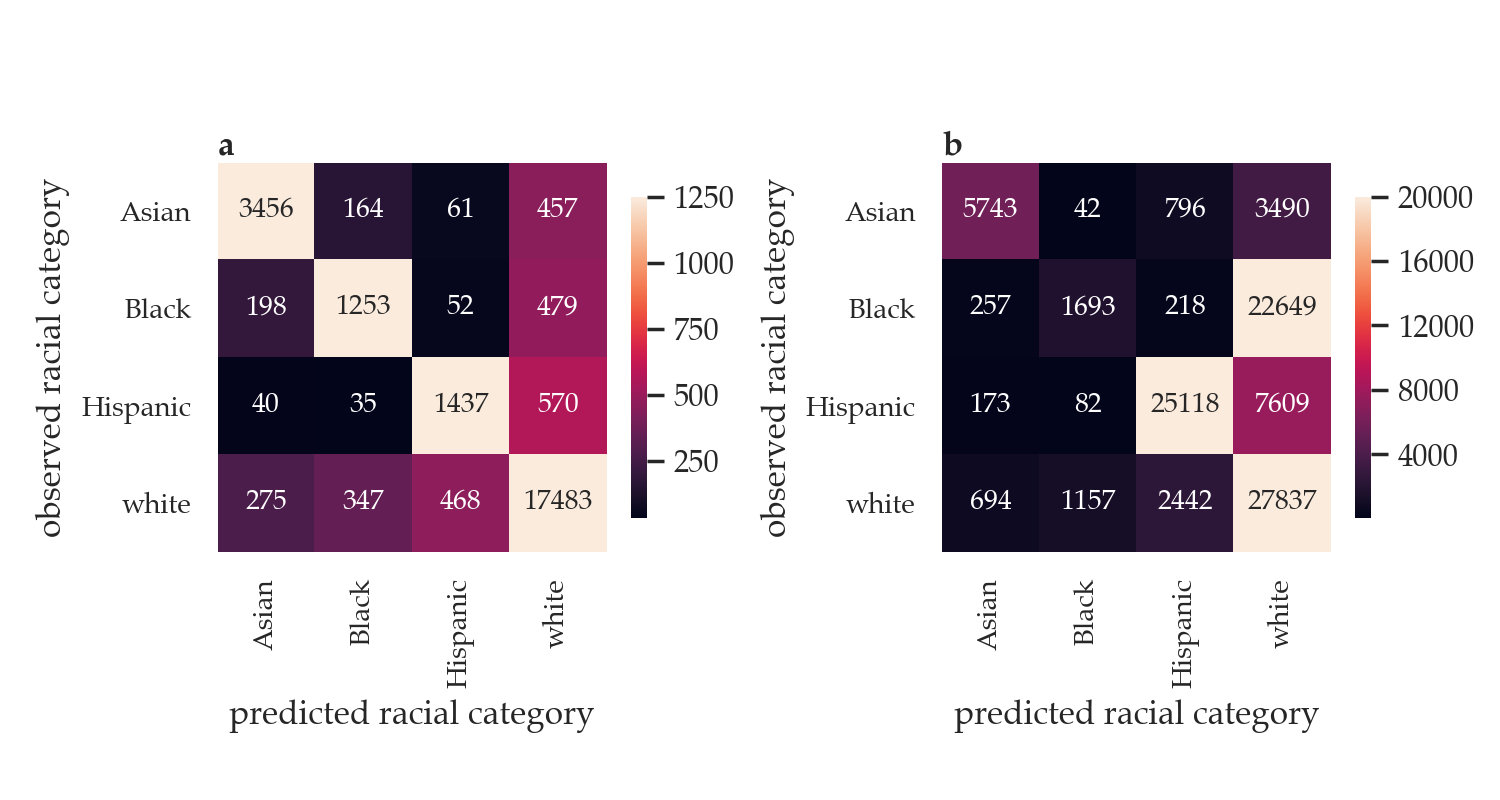 a
observed racial category
Asian 3456 164 61 457
Black 198 1253 52 479
Hispanic 40 35 1437 570
white 275 347 468 17483
Asian Black Hispanic white
predicted racial category
1250
1000
750
500
250
b
observed racial category
Asian 5743 42 796 3490
Black 257 1693 218 22649
Hispanic 173 82 25118 7609
white 694 1157 2442 27837
Asian Black Hispanic white
predicted racial category
20000
16000
12000
8000
4000